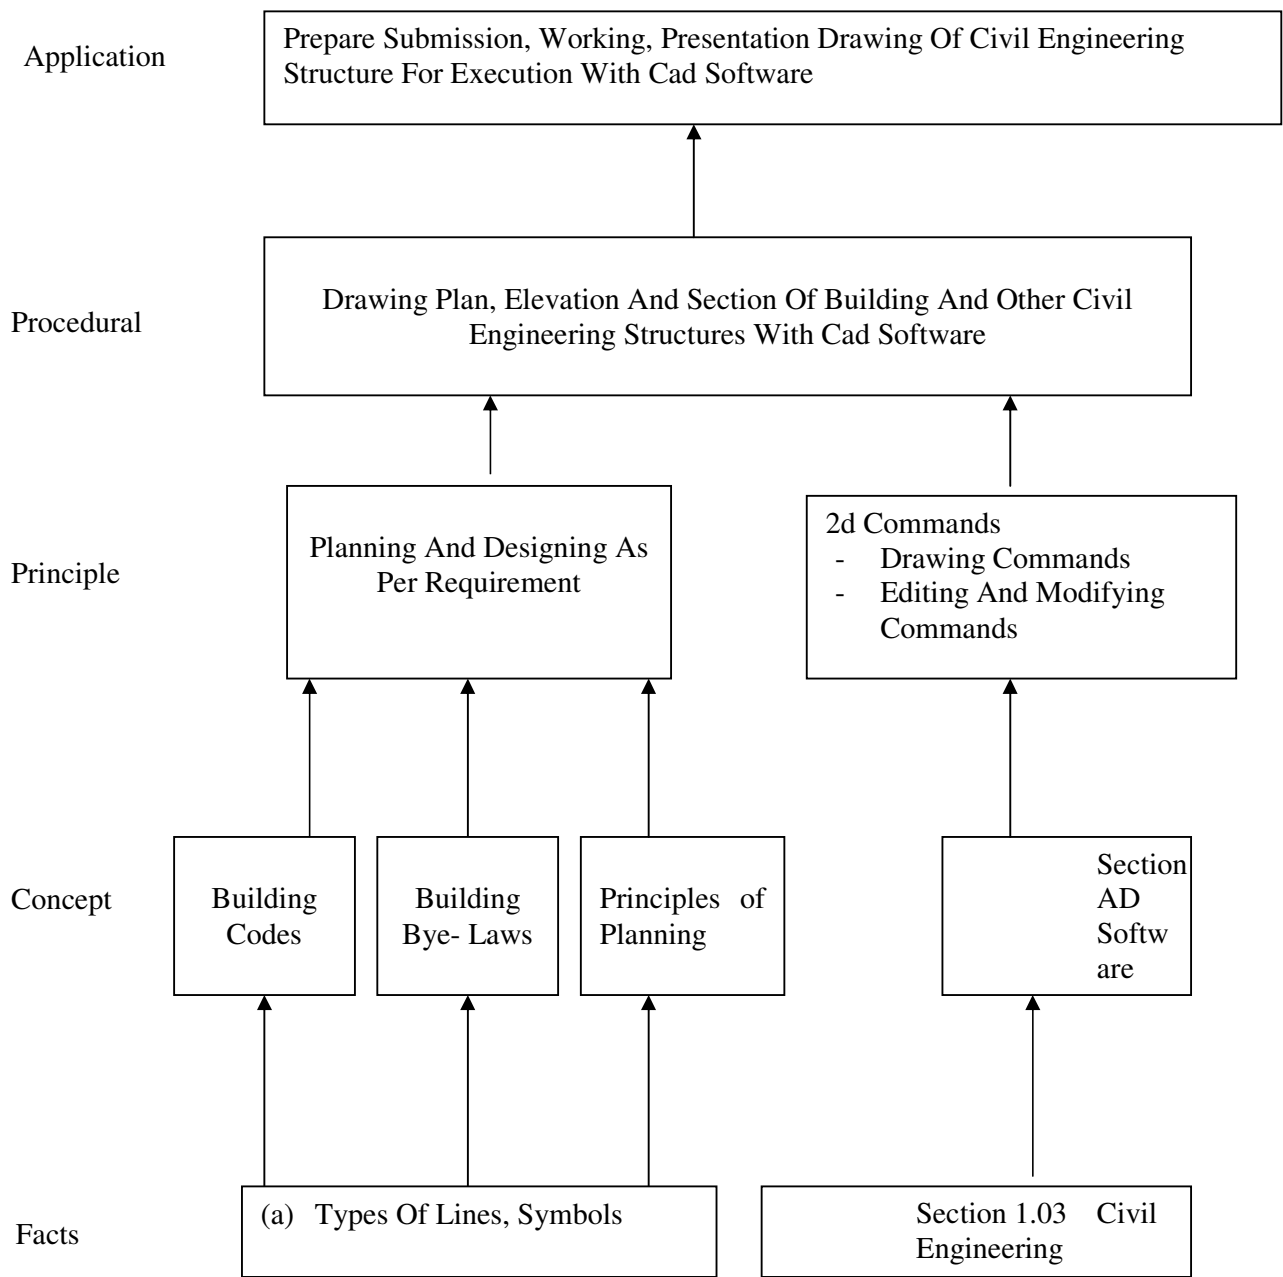 Application
Prepare Submission, Working, Presentation Drawing Of Civil Engineering
Structure For Execution With Cad Software
Procedural
Drawing Plan, Elevation And Section Of Building And Other Civil
Engineering Structures With Cad Software
Principle
Planning And Designing As
Per Requirement
2d Commands
- Drawing Commands
- Editing And Modifying
Commands
Concept
Building
Codes
Building
Bye- Laws
Principles of
Planning
Section
AD
Softw
are
Facts
(a) Types Of Lines, Symbols
Section 1.03 Civil
Engineering